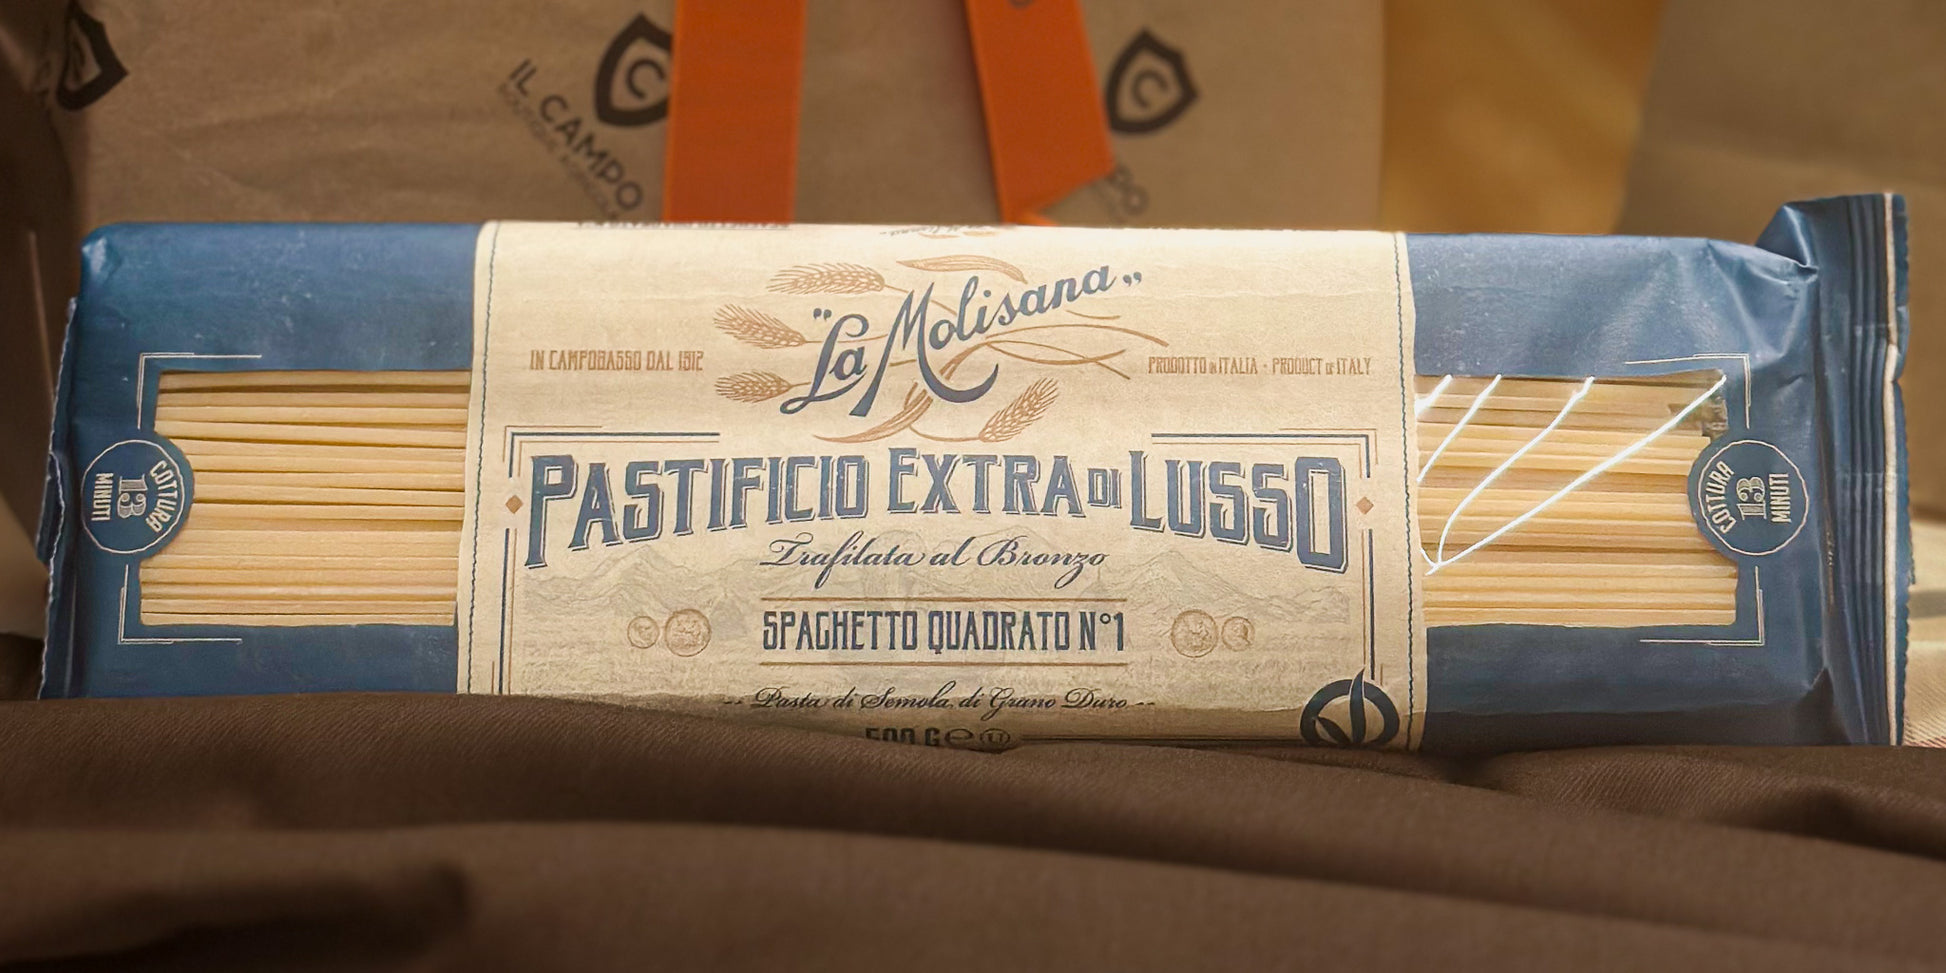 IL CAMPO
C
C
"La Molisana"
IN CAMPOBASSO DAL 1912
PRODOTTO IN ITALIA - PRODUCT OF ITALY
PASTIFICIO EXTRA DI LUSSO
Trafilata al Bronzo
SPAGHETTO QUADRATO N°1
-- Pasta di Semola di Grano Duro --
500 G ℮ U
COTTURA
13
MINUTI
COTTURA
13
MINUTI